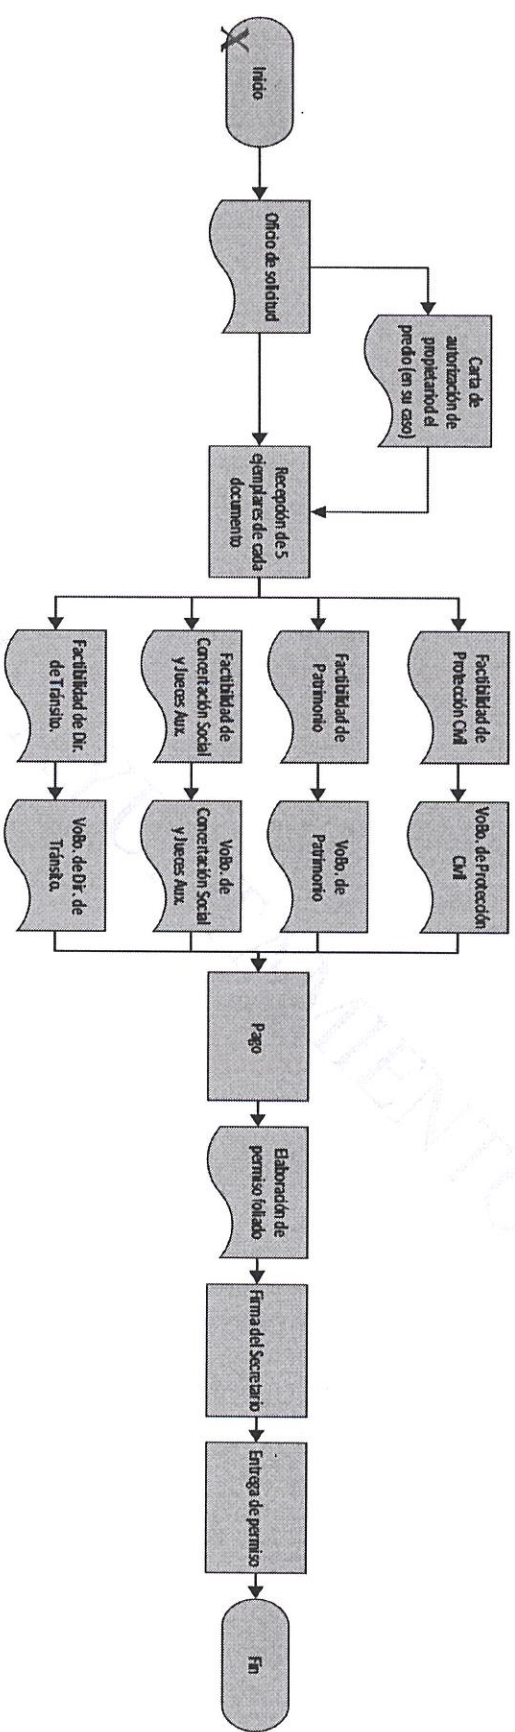 Inicio
Oficio de solicitud
Carta de
autorización de
propietariod el
predio (en su caso)
Recepción de 5
ejemplares de cada
documento
Factibilidad de
Protección Civil
VoBo. de Protección
Civil
Factibilidad de
Patrimonio
VoBo. de
Patrimonio
Factibilidad de
Concertación Social
y Jueces Aux.
VoBo. de
Concertación Social
y Jueces Aux.
Factibilidad de Dir.
de Tránsito.
VoBo. de Dir. de
Tránsito.
Pago
Elaboración de
permiso foliado
Firma del Secretario
Entrega de permiso
Fin